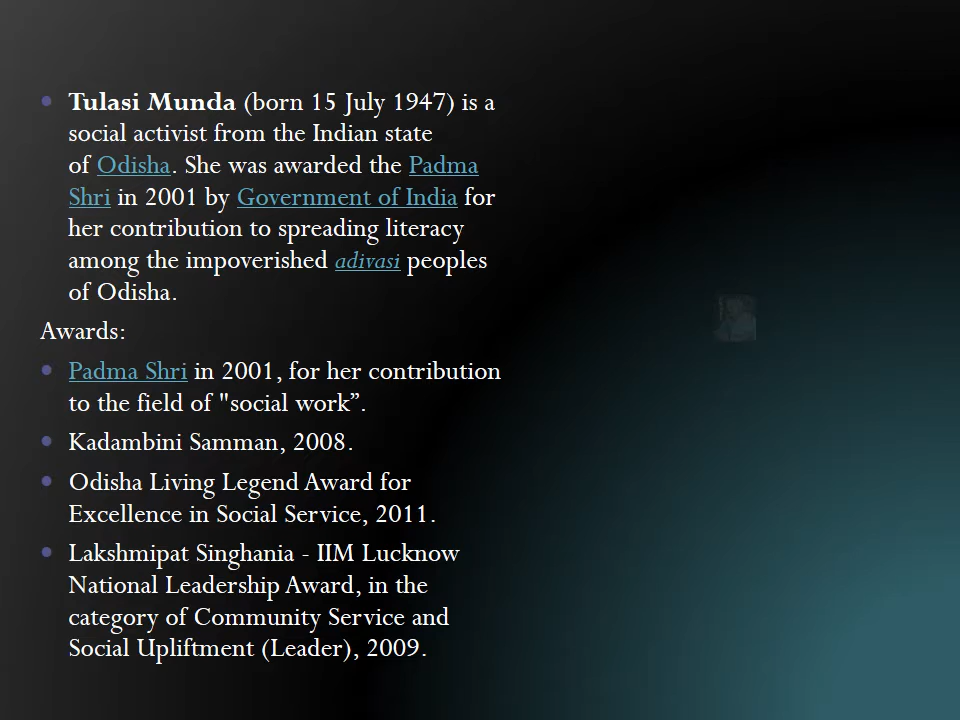 Tulasi Munda (born 15 July 1947) is a
social activist from the Indian state
of Odisha. She was awarded the Padma
Shri in 2001 by Government of India for
her contribution to spreading literacy
among the impoverished adivasi peoples
of Odisha.
Awards:
Padma Shri in 2001, for her contribution
to the field of "social work”.
Kadambini Samman, 2008.
Odisha Living Legend Award for
Excellence in Social Service, 2011.
Lakshmipat Singhania - IIM Lucknow
National Leadership Award, in the
category of Community Service and
Social Upliftment (Leader), 2009.